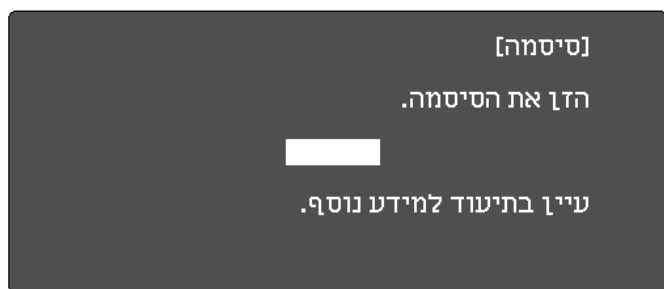 [סיסמה]
הזן את הסיסמה.
עיין בתיעוד למידע נוסף.